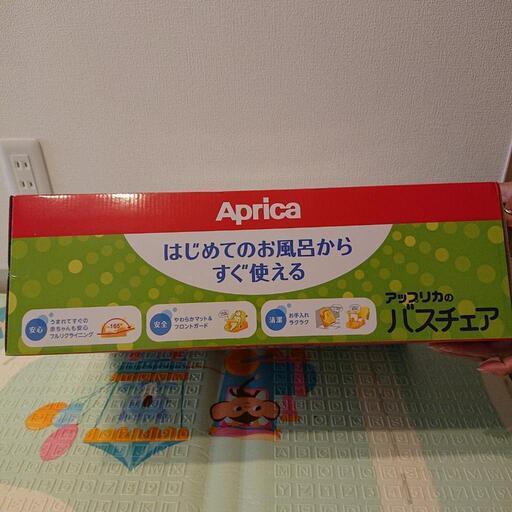 Aprica
はじめてのお風呂から
すぐ使える
アップリカの
バスチェア
安心
うまれてすぐの
赤ちゃんも安心
フルリクライニング
165°
安全
やわらかマット&
フロントガード
清潔
お手入れ
ラクラク